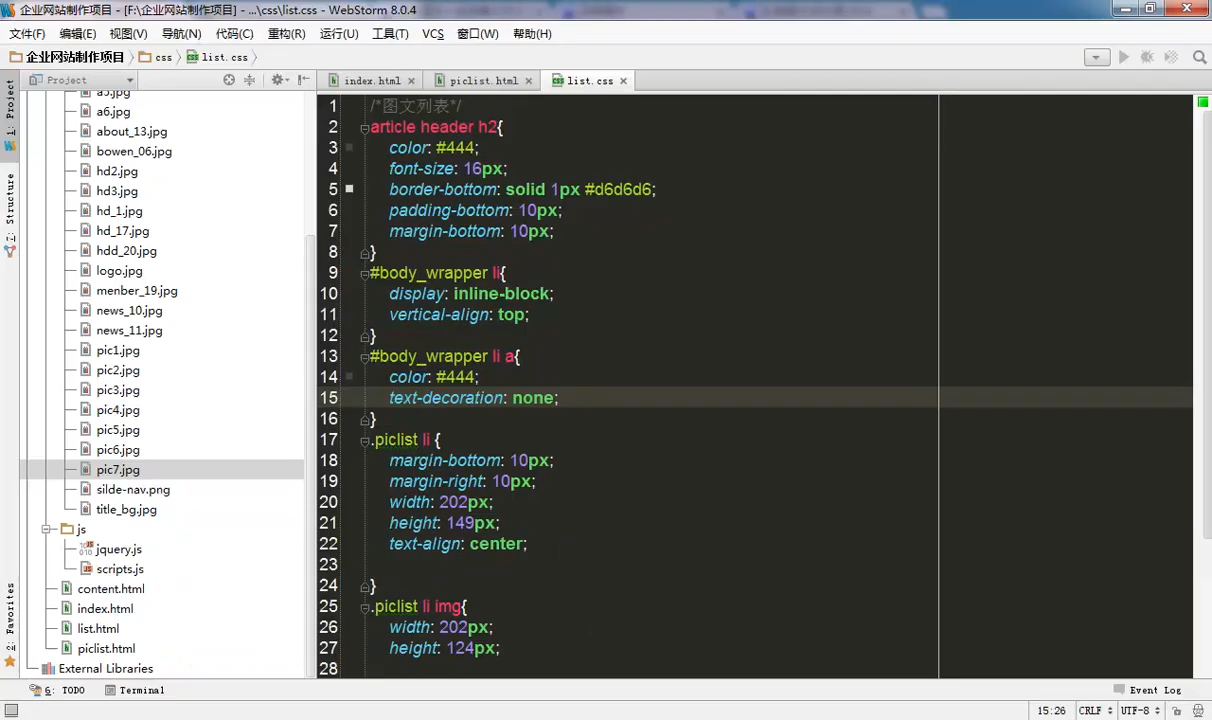 企业网站制作项目 - [F:\企业网站制作项目] - ...\css\list.css - WebStorm 8.0.4
文件(F) 编辑(E) 视图(V) 导航(N) 代码(C) 重构(R) 运行(U) 工具(T) VCS 窗口(W) 帮助(H)
企业网站制作项目 css list.css
Project
index.html piclist.html list.css
1: Project
7: Structure
2: Favorites
a5.jpg
a6.jpg
about_13.jpg
bowen_06.jpg
hd2.jpg
hd3.jpg
hd_1.jpg
hd_17.jpg
hdd_20.jpg
logo.jpg
menber_19.jpg
news_10.jpg
news_11.jpg
pic1.jpg
pic2.jpg
pic3.jpg
pic4.jpg
pic5.jpg
pic6.jpg
pic7.jpg
silde-nav.png
title_bg.jpg
js
jquery.js
scripts.js
content.html
index.html
list.html
piclist.html
External Libraries
1 /*图文列表*/
2 article header h2{
3 color: #444;
4 font-size: 16px;
5 border-bottom: solid 1px #d6d6d6;
6 padding-bottom: 10px;
7 margin-bottom: 10px;
8 }
9 #body_wrapper li{
10 display: inline-block;
11 vertical-align: top;
12 }
13 #body_wrapper li a{
14 color: #444;
15 text-decoration: none;
16 }
17 .piclist li {
18 margin-bottom: 10px;
19 margin-right: 10px;
20 width: 202px;
21 height: 149px;
22 text-align: center;
23
24 }
25 .piclist li img{
26 width: 202px;
27 height: 124px;
28
6: TODO Terminal Event Log
15:26 CRLF UTF-8